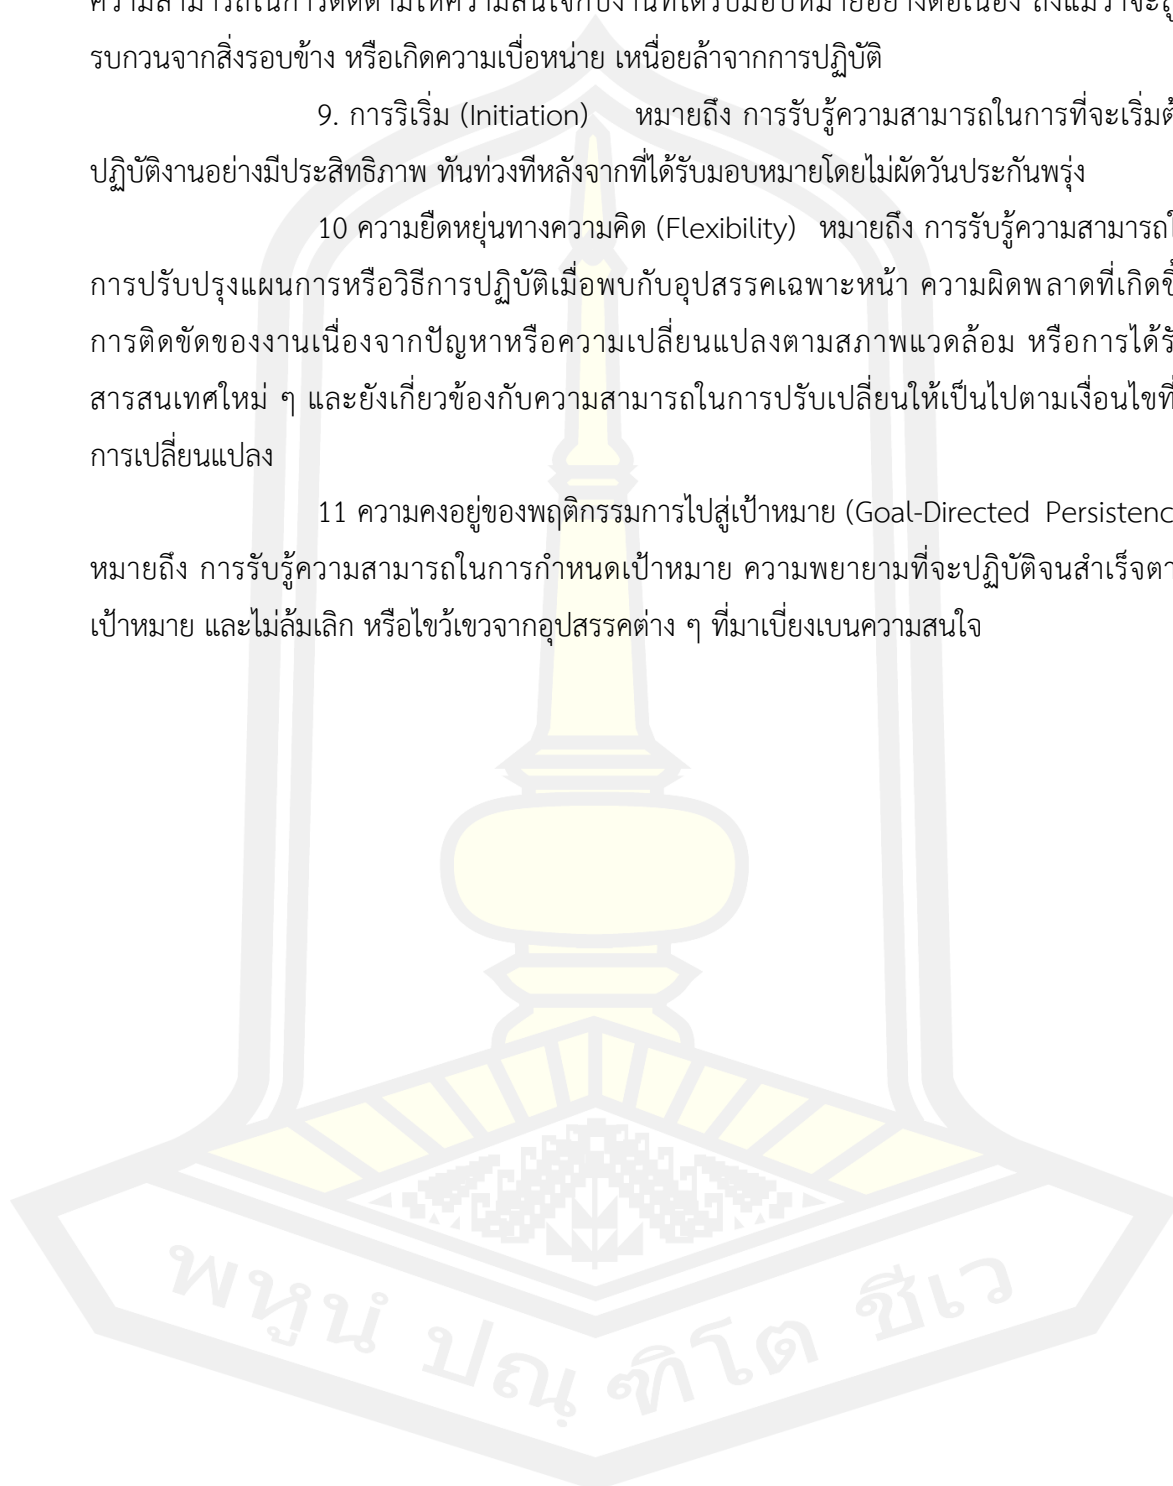 ความสามารถในการติดตามให้ความสนใจกับงานที่ได้รับมอบหมายอย่างต่อเนื่อง ถึงแม้ว่าจะ
รบกวนจากสิ่งรอบข้าง หรือเกิดความเบื่อหน่าย เหนื่อยล้าจากการปฏิบัติ
9. การริเริ่ม (Initiation) หมายถึง การรับรู้ความสามารถในการที่จะเริ่มต้
ปฏิบัติงานอย่างมีประสิทธิภาพ ทันท่วงทีหลังจากที่ได้รับมอบหมายโดยไม่ผัดวันประกันพรุ่ง
10 ความยืดหยุ่นทางความคิด (Flexibility) หมายถึง การรับรู้ความสามารถใ
การปรับปรุงแผนการหรือวิธีการปฏิบัติเมื่อพบกับอุปสรรคเฉพาะหน้า ความผิดพลาดที่เกิดขึ้
การติดขัดของงานเนื่องจากปัญหาหรือความเปลี่ยนแปลงตามสภาพแวดล้อม หรือการได้รั
สารสนเทศใหม่ ๆ และยังเกี่ยวข้องกับความสามารถในการปรับเปลี่ยนให้เป็นไปตามเงื่อนไขที่
การเปลี่ยนแปลง
11 ความคงอยู่ของพฤติกรรมการไปสู่เป้าหมาย (Goal-Directed Persistenc
หมายถึง การรับรู้ความสามารถในการกำหนดเป้าหมาย ความพยายามที่จะปฏิบัติจนสำเร็จตา
เป้าหมาย และไม่ล้มเลิก หรือไขว้เขวจากอุปสรรคต่าง ๆ ที่มาเบี่ยงเบนความสนใจ
พหูนํ ปณฺฑิโต ชีเว